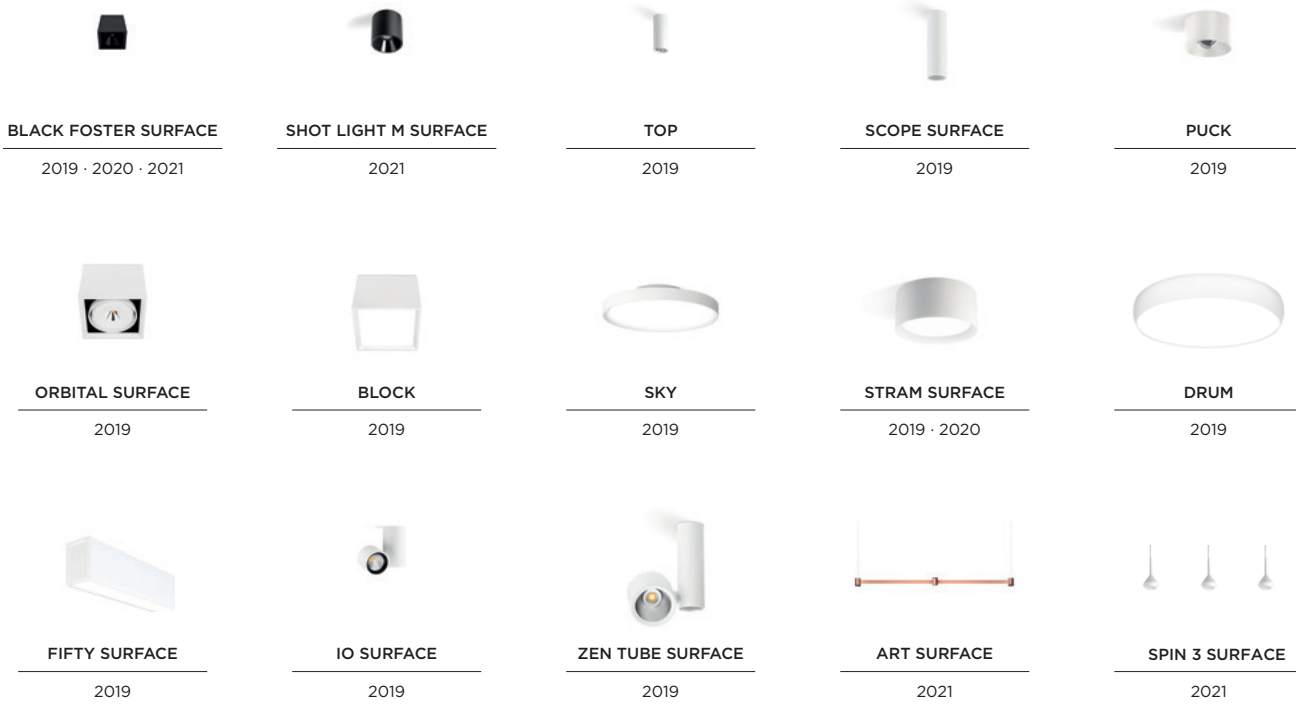 BLACK FOSTER SURFACE
2019 · 2020 · 2021
SHOT LIGHT M SURFACE
2021
TOP
2019
SCOPE SURFACE
2019
PUCK
2019
ORBITAL SURFACE
2019
BLOCK
2019
SKY
2019
STRAM SURFACE
2019 · 2020
DRUM
2019
FIFTY SURFACE
2019
IO SURFACE
2019
ZEN TUBE SURFACE
2019
ART SURFACE
2021
SPIN 3 SURFACE
2021